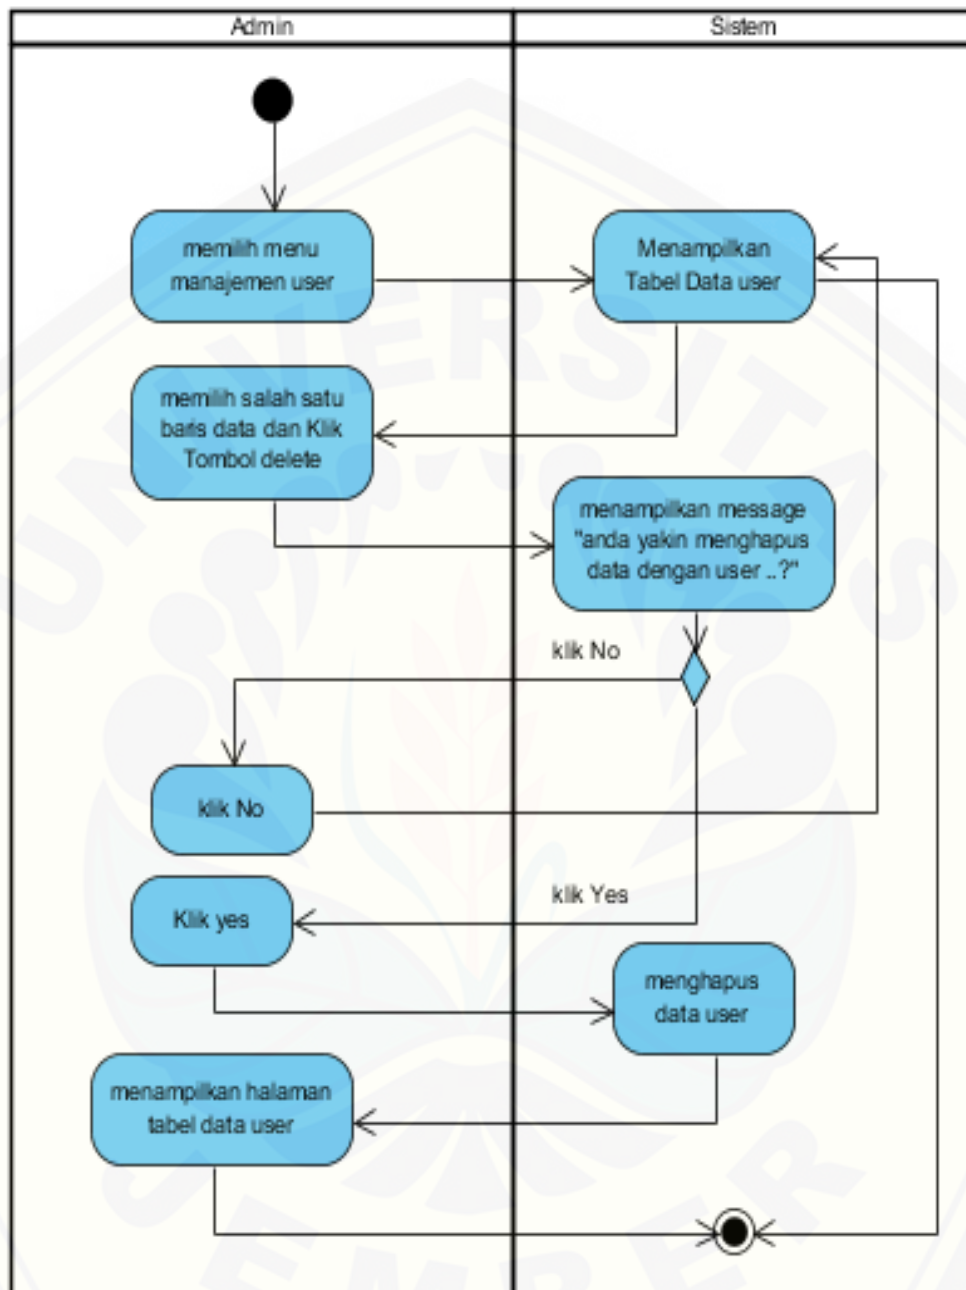 Admin
Sistem
memilih menu
manajemen user
Menampilkan
Tabel Data user
memilih salah satu
baris data dan Klik
Tombol delete
menampilkan message
"anda yakin menghapus
data dengan user ..?"
klik No
klik No
klik Yes
Klik yes
menghapus
data user
menampilkan halaman
tabel data user
UNIVERSITAS
JEMBER